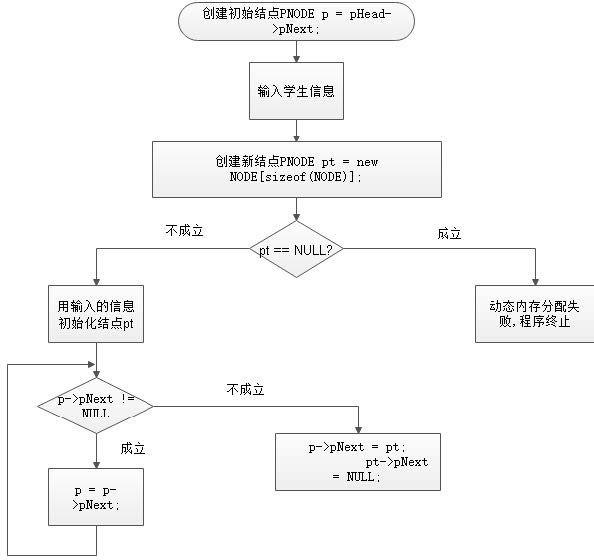 创建初始结点PNODE p = pHead-
>pNext;
输入学生信息
创建新结点PNODE pt = new
NODE[sizeof(NODE)];
不成立
成立
pt == NULL?
用输入的信息
初始化结点pt
动态内存分配失
败,程序终止
p->pNext !=
NULL
不成立
成立
p->pNext = pt;
pt->pNext
= NULL;
p = p-
>pNext;